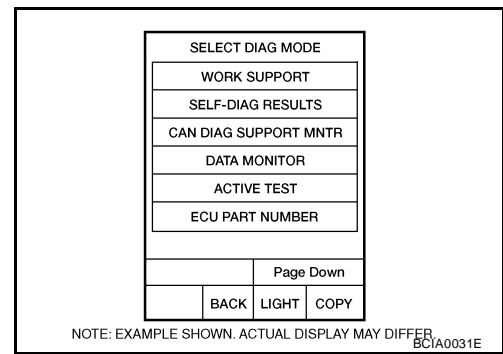 SELECT DIAG MODE
WORK SUPPORT
SELF-DIAG RESULTS
CAN DIAG SUPPORT MNTR
DATA MONITOR
ACTIVE TEST
ECU PART NUMBER
Page Down
BACK LIGHT COPY
NOTE: EXAMPLE SHOWN. ACTUAL DISPLAY MAY DIFFER.
BCIA0031E